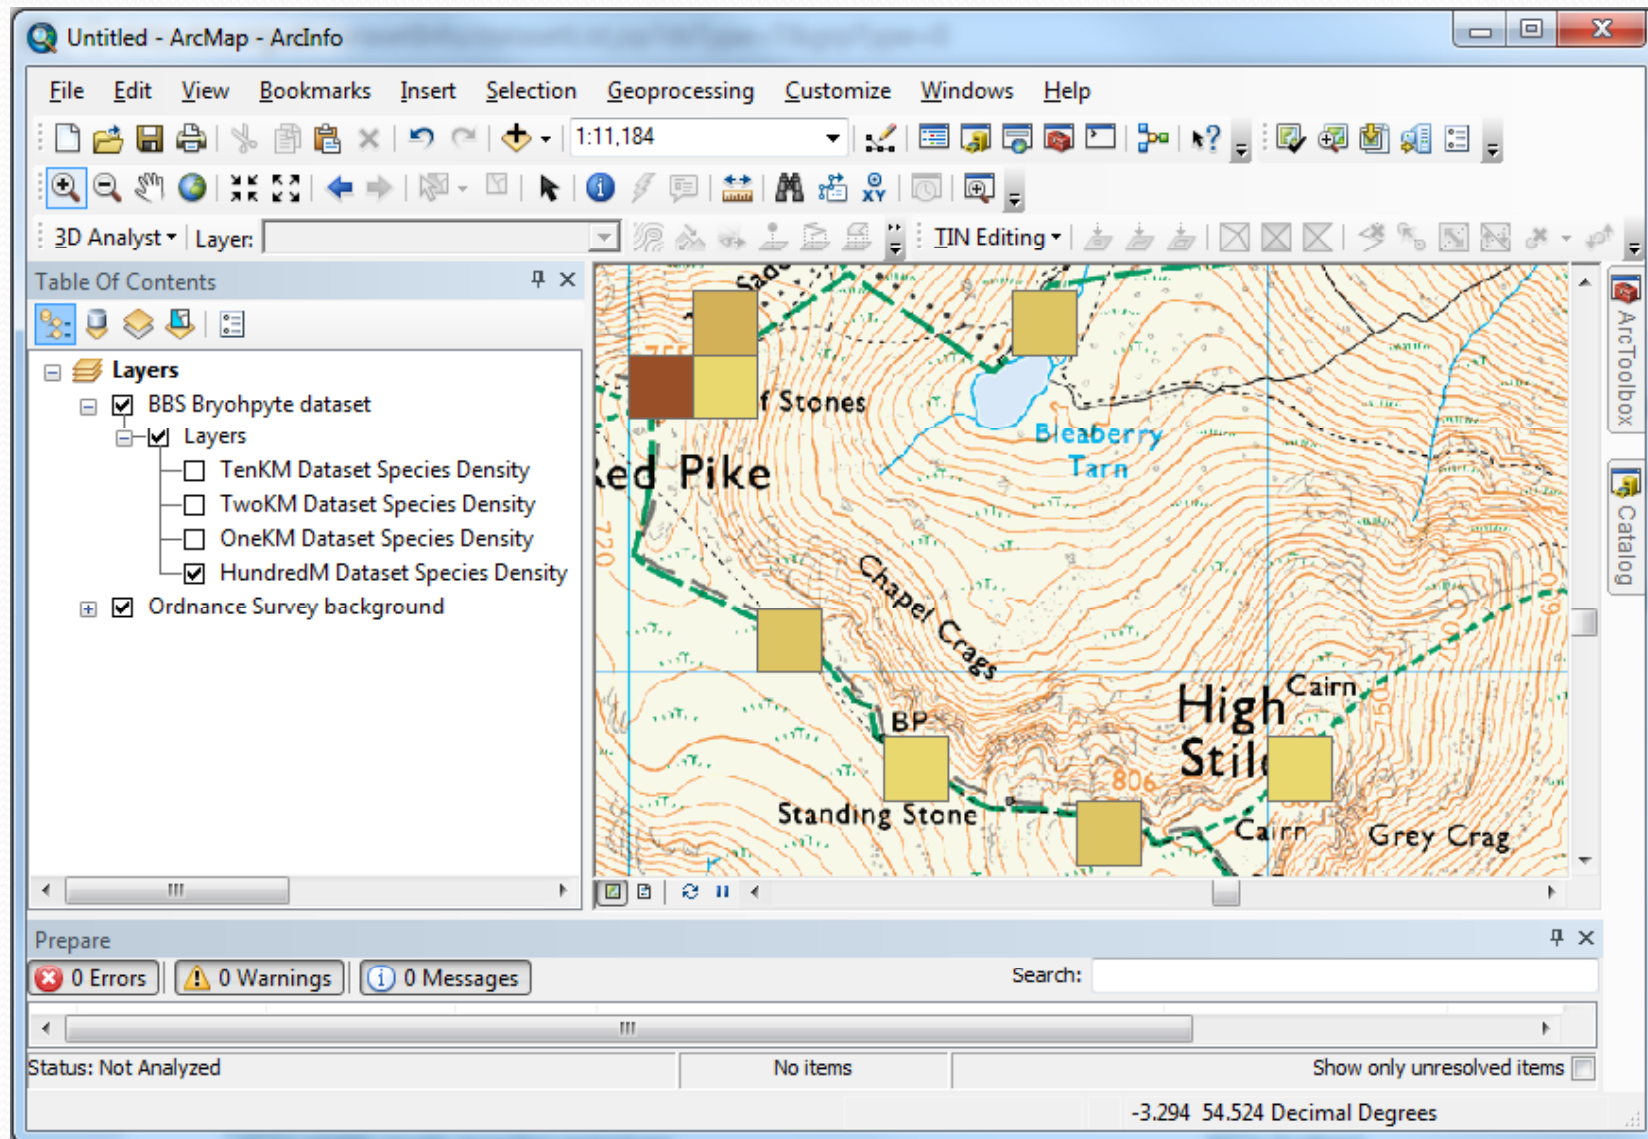 Untitled - ArcMap - ArcInfo
File Edit View Bookmarks Insert Selection Geoprocessing Customize Windows Help
1:11,184
3D Analyst Layer: TIN Editing
Table Of Contents
Layers
BBS Bryohpyte dataset
Layers
TenKM Dataset Species Density
TwoKM Dataset Species Density
OneKM Dataset Species Density
HundredM Dataset Species Density
Ordnance Survey background
f Stones
Bleaberry
Tarn
Red Pike
730
Chapel Crags
Cairn
High
BP
Stile
806
750
Standing Stone
Cairn
Grey Crag
ArcToolbox
Catalog
Prepare
0 Errors 0 Warnings 0 Messages
Search:
Status: Not Analyzed
No items
Show only unresolved items
-3.294 54.524 Decimal Degrees